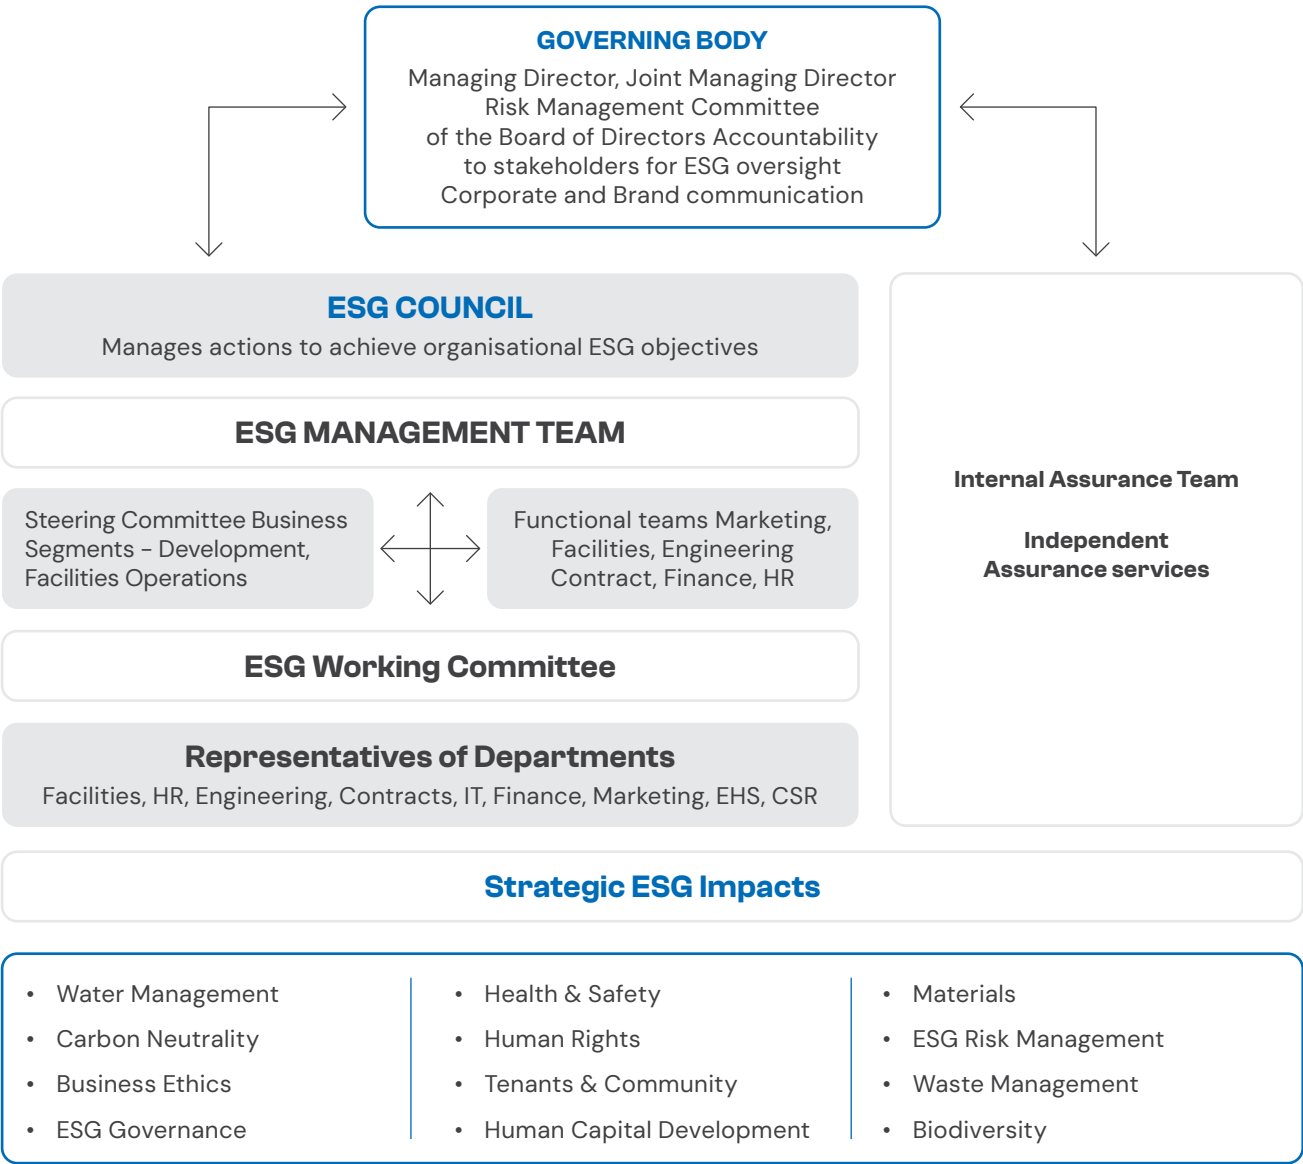 GOVERNING BODY
Managing Director, Joint Managing Director
Risk Management Committee
of the Board of Directors Accountability
to stakeholders for ESG oversight
Corporate and Brand communication
ESG COUNCIL
Manages actions to achieve organisational ESG objectives
ESG MANAGEMENT TEAM
Steering Committee Business
Segments – Development,
Facilities Operations
Functional teams Marketing,
Facilities, Engineering
Contract, Finance, HR
ESG Working Committee
Representatives of Departments
Facilities, HR, Engineering, Contracts, IT, Finance, Marketing, EHS, CSR
Internal Assurance Team
Independent
Assurance services
Strategic ESG Impacts
• Water Management
• Carbon Neutrality
• Business Ethics
• ESG Governance
• Health & Safety
• Human Rights
• Tenants & Community
• Human Capital Development
• Materials
• ESG Risk Management
• Waste Management
• Biodiversity